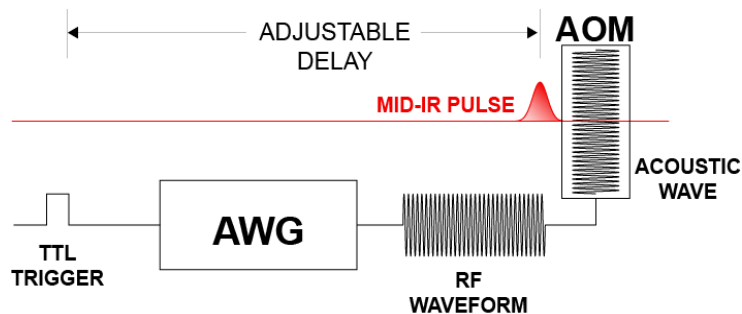 ADJUSTABLE
DELAY
AOM
MID-IR PULSE
ACOUSTIC
WAVE
AWG
TTL
TRIGGER
RF
WAVEFORM